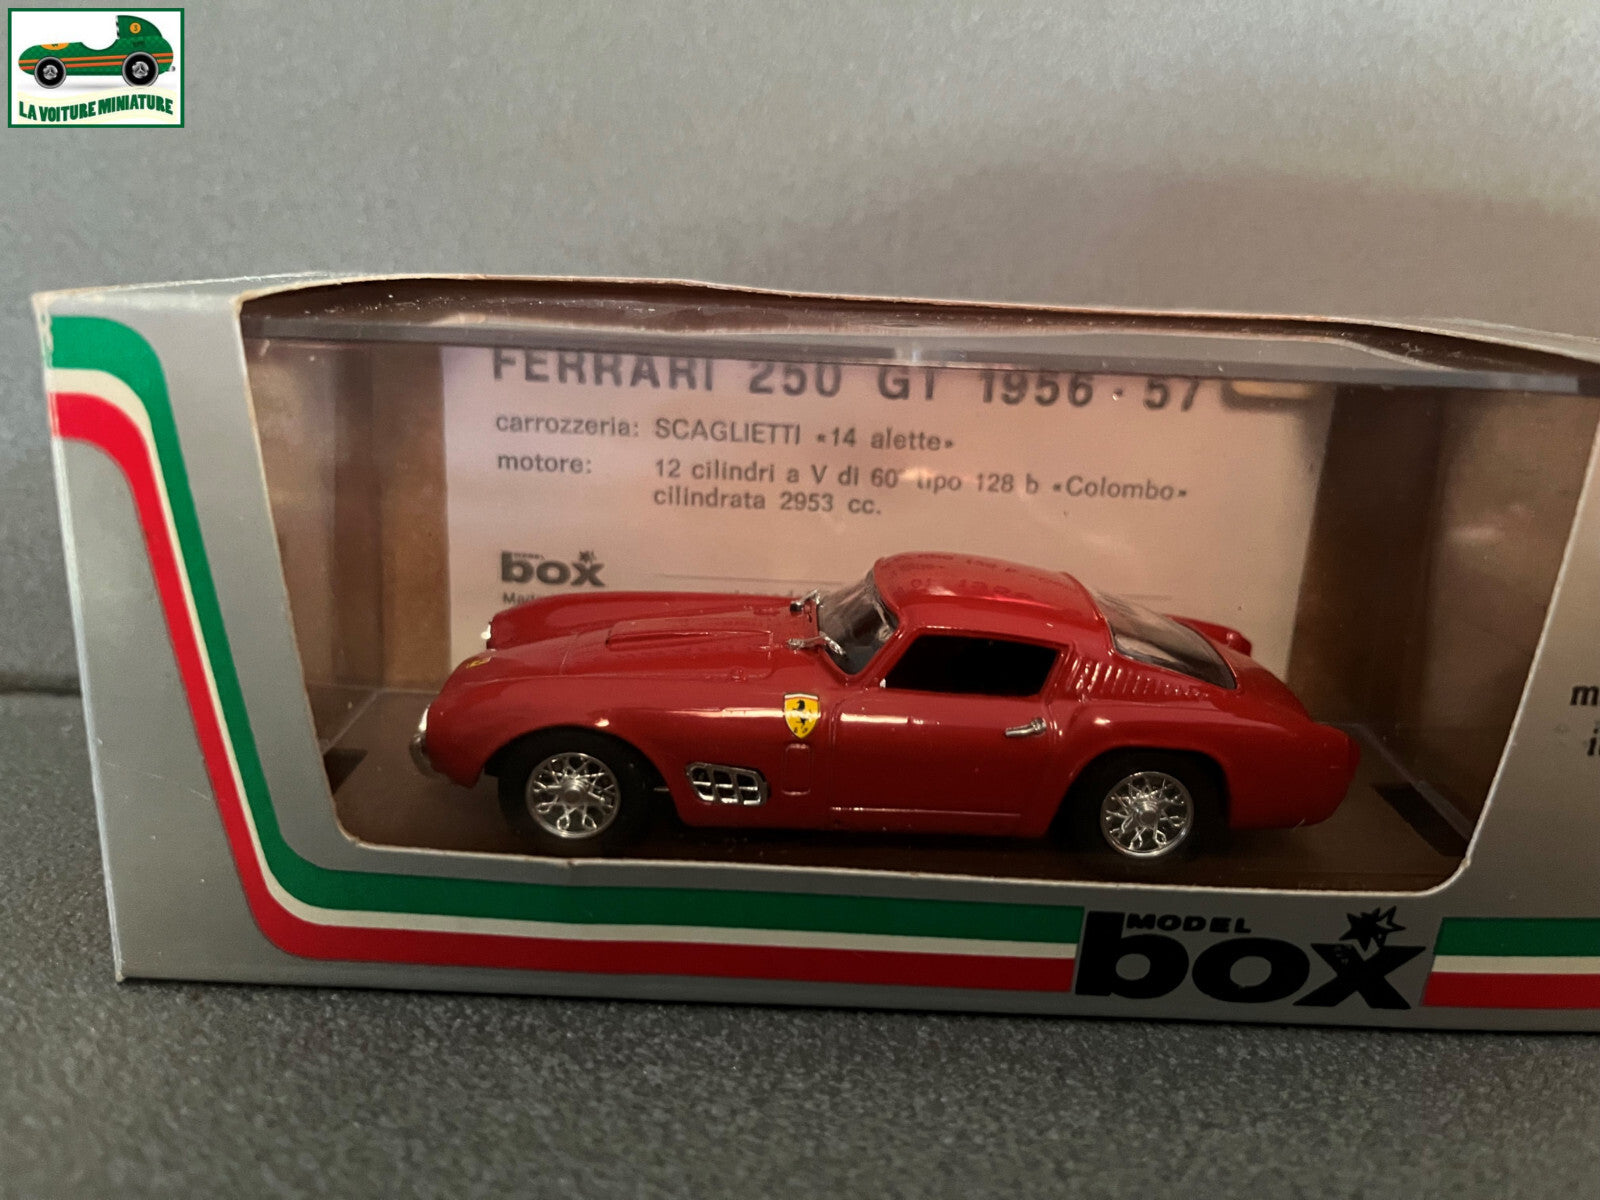 LA VOITURE MINIATURE
FERRARI 250 GT 1956 - 57
carrozzeria: SCAGLIETTI «14 alette»
motore: 12 cilindri a V di 60° tipo 128 b «Colombo»
cilindrata 2953 cc.
MODEL
box
MODEL
box